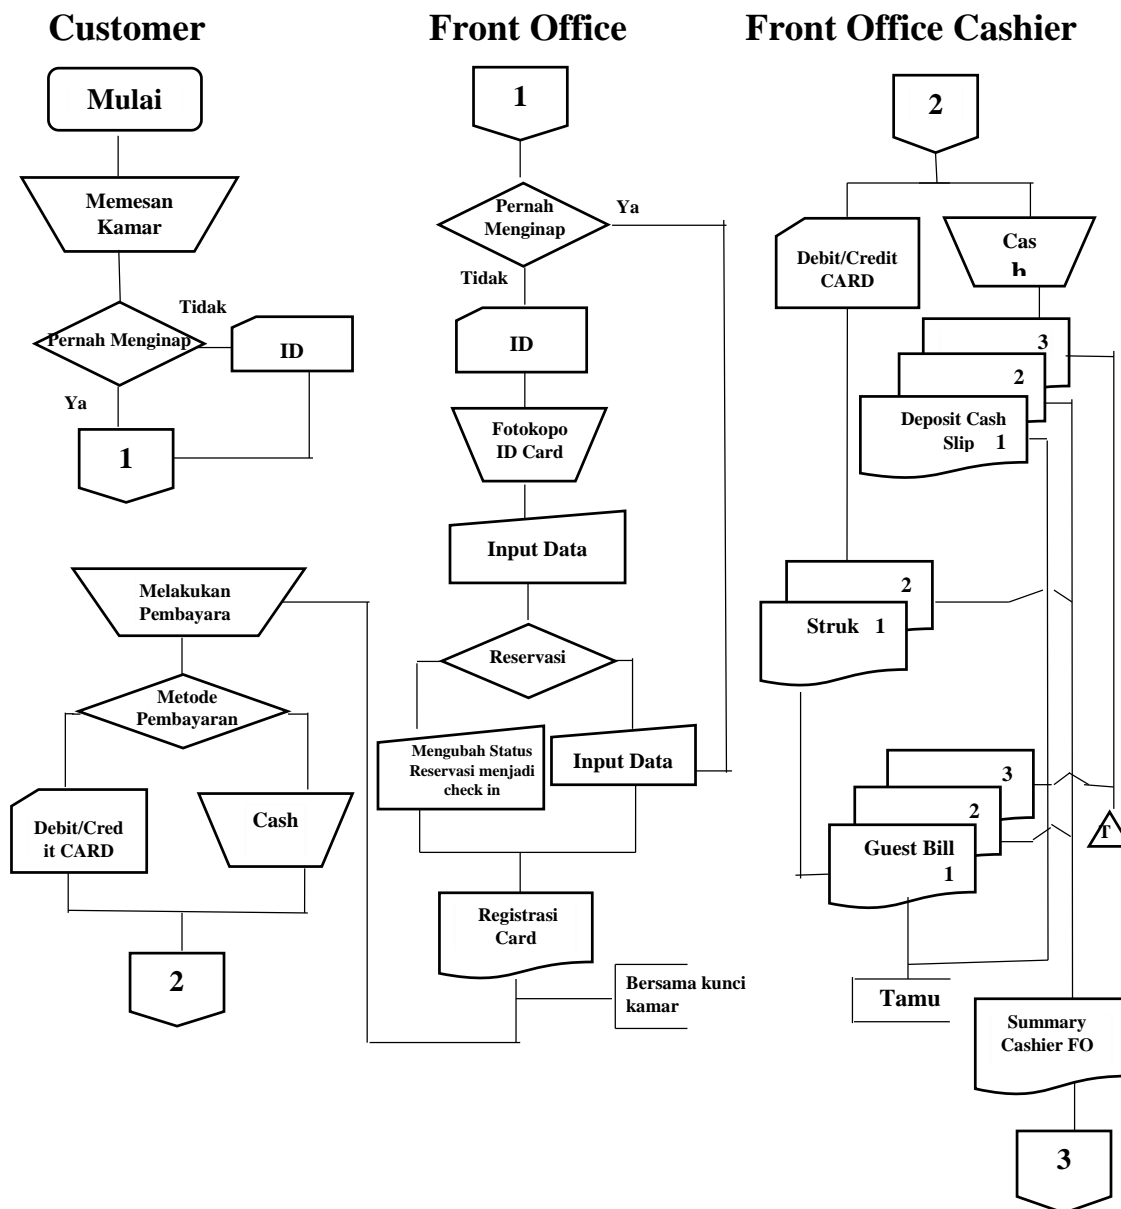 Customer
Mulai
Memesan
Kamar
Tidak
Pernah Menginap
ID
Ya
1
Melakukan
Pembayara
Metode
Pembayaran
Debit/Cred
it CARD
Cash
2
Front Office
1
Pernah
Menginap
Ya
Tidak
ID
Fotokopo
ID Card
Input Data
Reservasi
Mengubah Status
Reservasi menjadi
check in
Input Data
Registrasi
Card
Bersama kunci
kamar
Front Office Cashier
2
Debit/Credit
CARD
Cas
h
3
2
Deposit Cash
Slip 1
2
Struk 1
3
2
Guest Bill
1
T
Tamu
Summary
Cashier FO
3